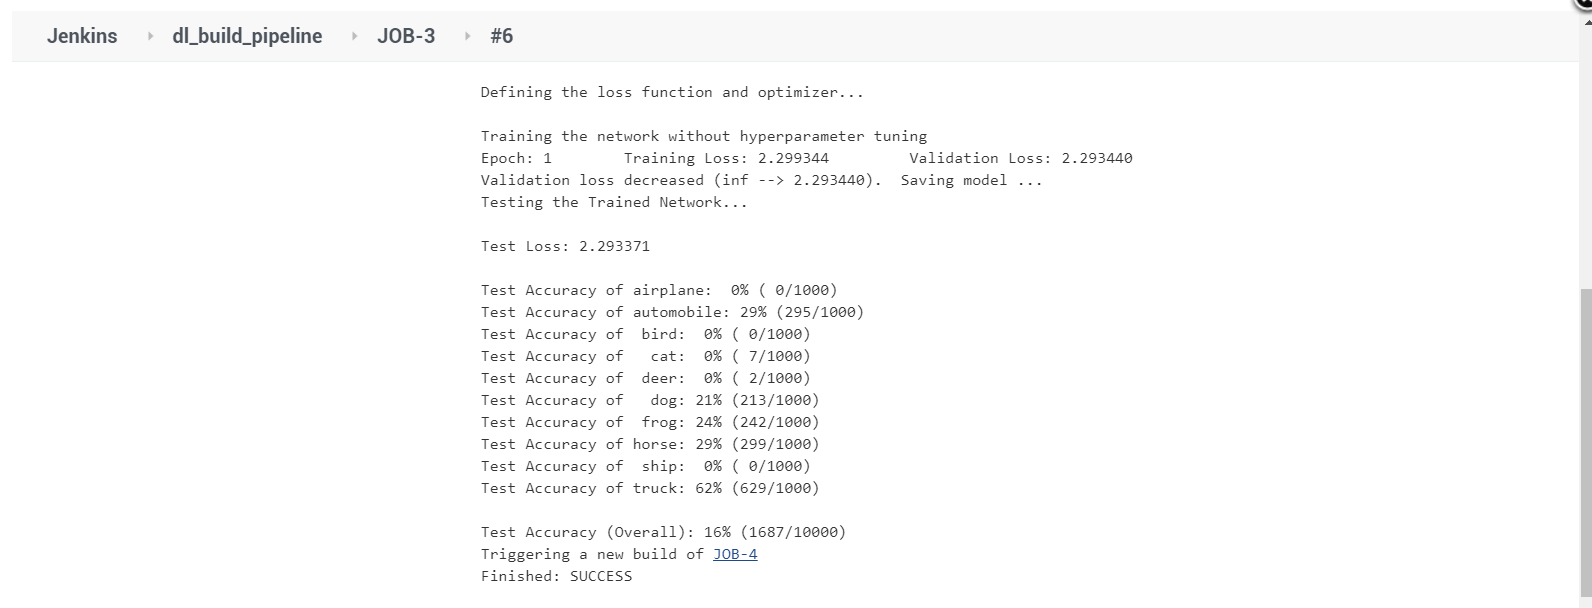 Jenkins dl_build_pipeline JOB-3 #6
Defining the loss function and optimizer...
Training the network without hyperparameter tuning
Epoch: 1 Training Loss: 2.299344 Validation Loss: 2.293440
Validation loss decreased (inf --> 2.293440). Saving model ...
Testing the Trained Network...
Test Loss: 2.293371
Test Accuracy of airplane: 0% ( 0/1000)
Test Accuracy of automobile: 29% (295/1000)
Test Accuracy of bird: 0% ( 0/1000)
Test Accuracy of cat: 0% ( 7/1000)
Test Accuracy of deer: 0% ( 2/1000)
Test Accuracy of dog: 21% (213/1000)
Test Accuracy of frog: 24% (242/1000)
Test Accuracy of horse: 29% (299/1000)
Test Accuracy of ship: 0% ( 0/1000)
Test Accuracy of truck: 62% (629/1000)
Test Accuracy (Overall): 16% (1687/10000)
Triggering a new build of JOB-4
Finished: SUCCESS